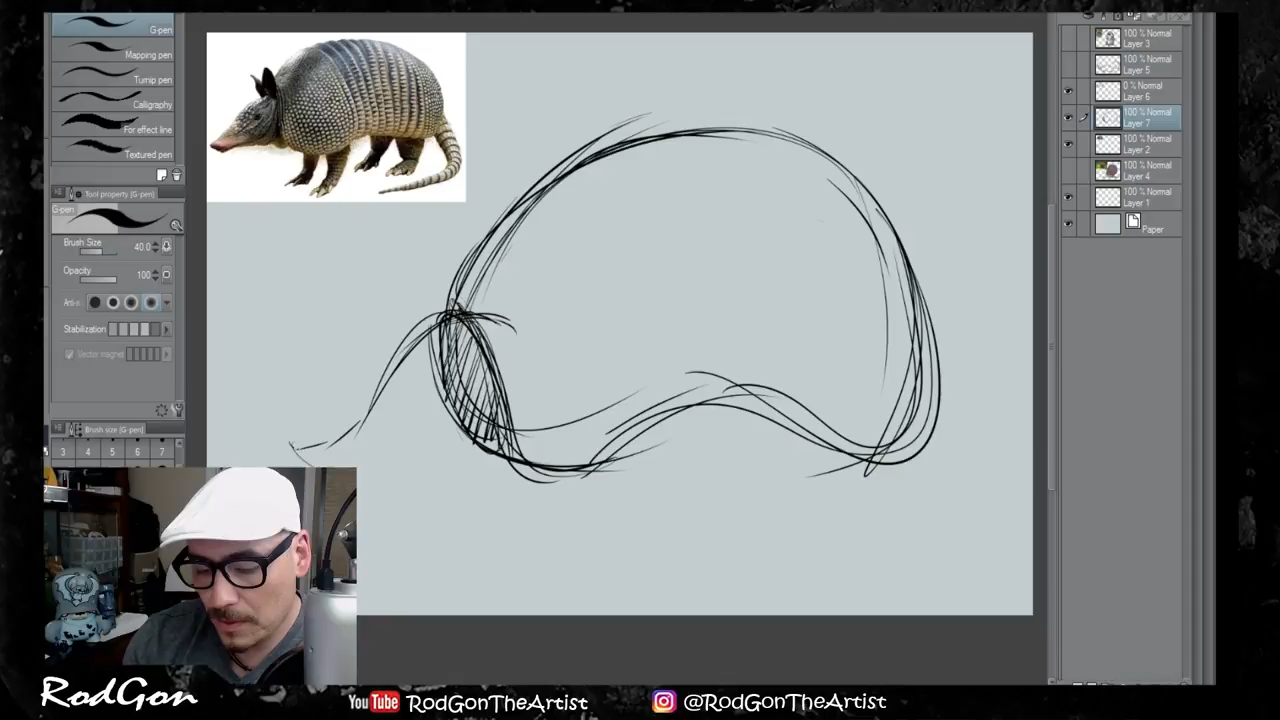 G-pen
Mapping pen
Turnip pen
Calligraphy
For effect line
Textured pen
Tool property [G-pen]
G-pen
Brush Size 40.0
Opacity 100
Anti-a
Stabilization
Vector magnet
Brush size [G-pen]
3 4 5 6 7
100 % Normal
Layer 3
100 % Normal
Layer 5
0 % Normal
Layer 6
100 % Normal
Layer 7
100 % Normal
Layer 2
100 % Normal
Layer 4
100 % Normal
Layer 1
Paper
RodGon
YouTube RodGonTheArtist
@RodGonTheArtist